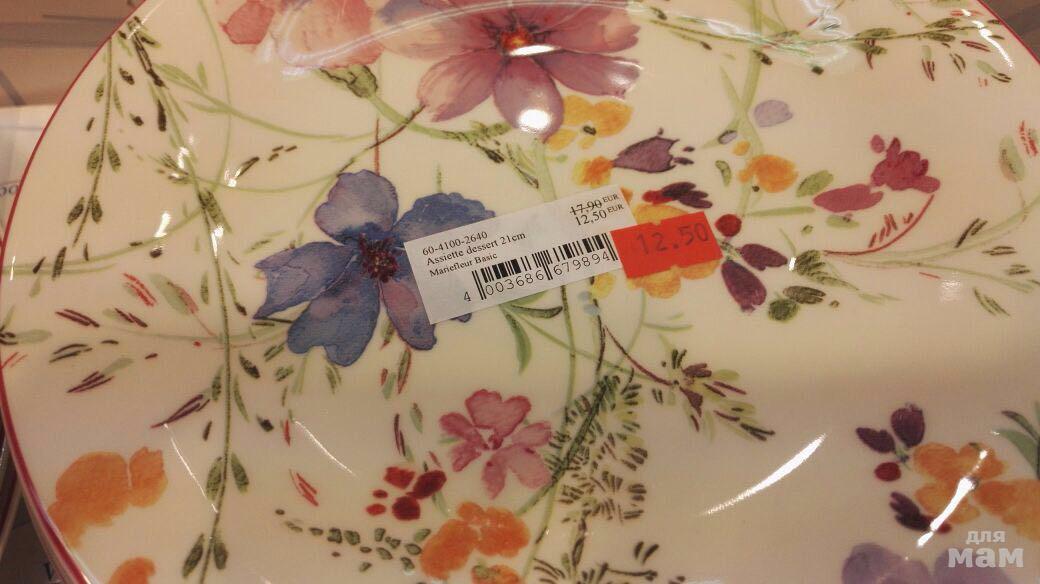 17,90 EUR
12,50 EUR
60-4100-2640
Assiette dessert 21cm
Mariefleur Basic
4 003686 679894
12.50
для
мам